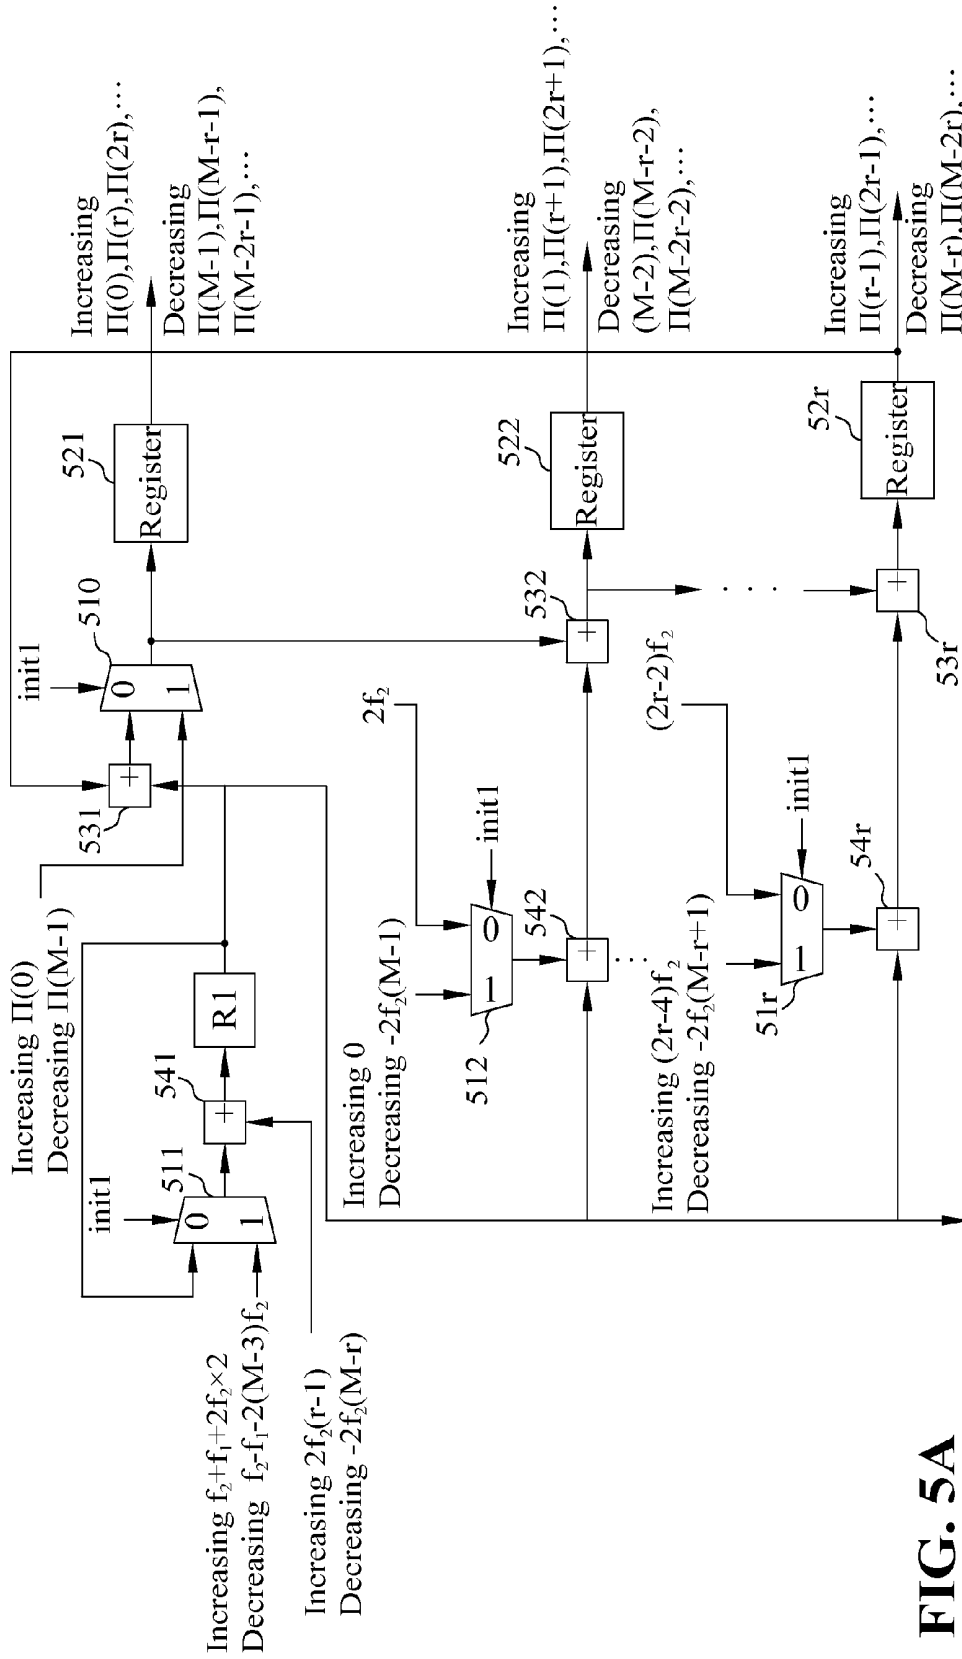 Increasing f₂+f₁+2f₂×2
Decreasing f₂-f₁-2(M-3)f₂
Increasing 2f₂(r-1)
Decreasing -2f₂(M-r)
init1
0
1
511
+
541
R1
Increasing Π(0)
Decreasing Π(M-1)
+
531
init1
0
1
510
Register
521
Increasing
Π(0),Π(r),Π(2r),···
Decreasing
Π(M-1),Π(M-r-1),
Π(M-2r-1),···
Increasing 0
Decreasing -2f₂(M-1)
2f₂
1
0
init1
512
+
542
+
532
Register
522
Increasing
Π(1),Π(r+1),Π(2r+1),···
Decreasing
(M-2),Π(M-r-2),
Π(M-2r-2),···
···
···
Increasing (2r-4)f₂
Decreasing -2f₂(M-r+1)
(2r-2)f₂
1
0
init1
51r
+
54r
+
53r
Register
52r
Increasing
Π(r-1),Π(2r-1),···
Decreasing
Π(M-r),Π(M-2r),···
FIG. 5A